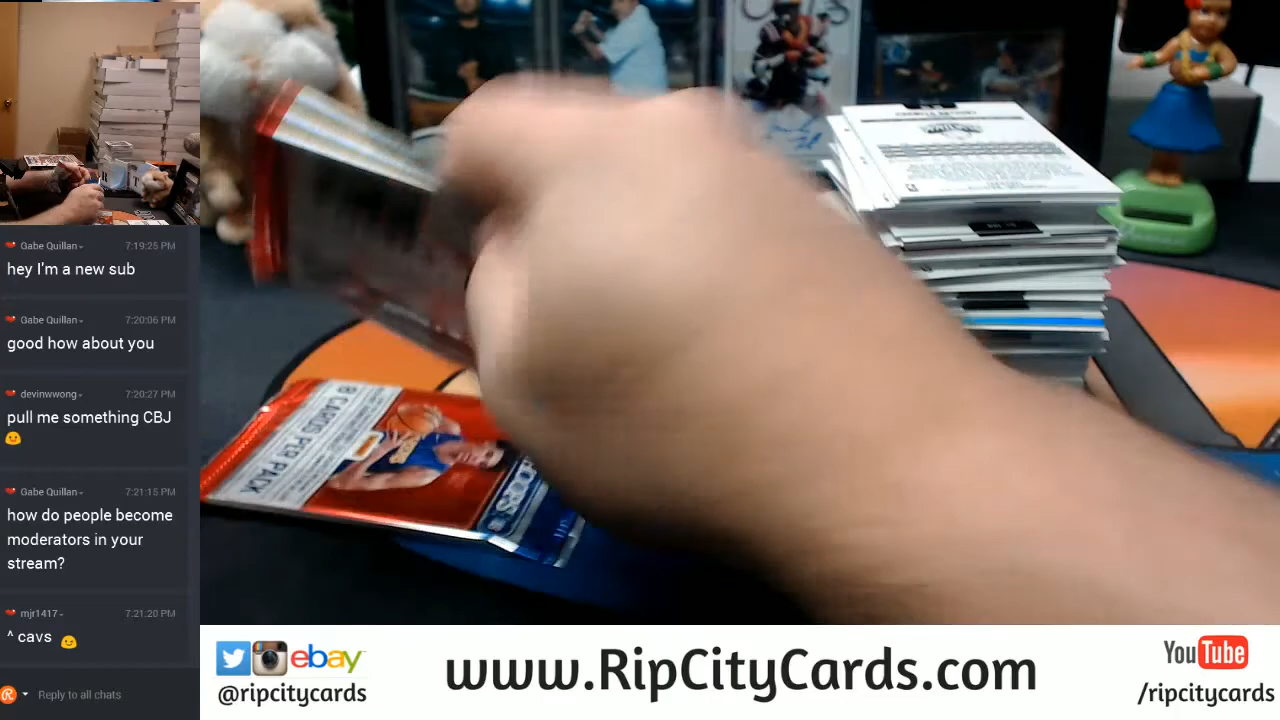 Gabe Quillan 7:19:25 PM
hey I'm a new sub
Gabe Quillan 7:20:06 PM
good how about you
devinwwong 7:20:27 PM
pull me something CBJ
Gabe Quillan 7:21:15 PM
how do people become
moderators in your
stream?
mjr1417 7:21:20 PM
^ cavs
Reply to all chats
8 CARDS PER PACK
HOOPS
ebay
@ripcitycards
www.RipCityCards.com
YouTube
/ripcitycards